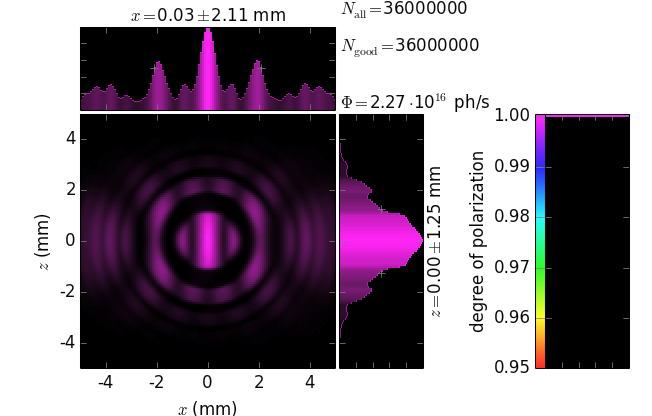 x=0.03±2.11 mm
N_all=36000000
N_good=36000000
Φ=2.27·10^16 ph/s
z (mm)
4
2
0
-2
-4
-4 -2 0 2 4
x (mm)
z=0.00±1.25 mm
degree of polarization
1.00
0.99
0.98
0.97
0.96
0.95